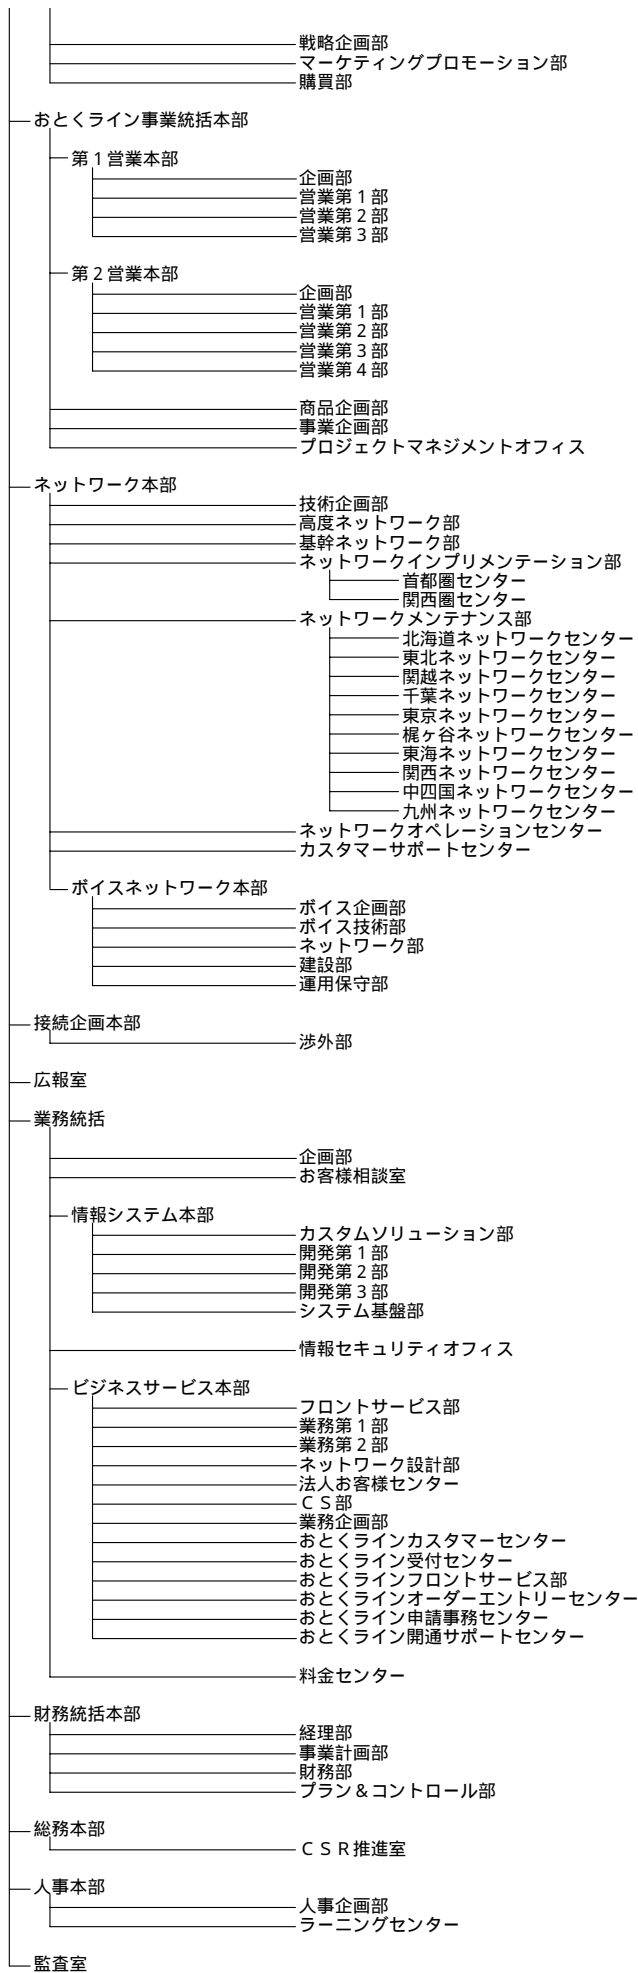 戦略企画部
マーケティングプロモーション部
購買部
おとくライン事業統括本部
第1営業本部
企画部
営業第1部
営業第2部
営業第3部
第2営業本部
企画部
営業第1部
営業第2部
営業第3部
営業第4部
商品企画部
事業企画部
プロジェクトマネジメントオフィス
ネットワーク本部
技術企画部
高度ネットワーク部
基幹ネットワーク部
ネットワークインプリメンテーション部
首都圏センター
関西圏センター
ネットワークメンテナンス部
北海道ネットワークセンター
東北ネットワークセンター
関越ネットワークセンター
千葉ネットワークセンター
東京ネットワークセンター
梶ヶ谷ネットワークセンター
東海ネットワークセンター
関西ネットワークセンター
中四国ネットワークセンター
九州ネットワークセンター
ネットワークオペレーションセンター
カスタマーサポートセンター
ボイスネットワーク本部
ボイス企画部
ボイス技術部
ネットワーク部
建設部
運用保守部
接続企画本部
渉外部
広報室
業務統括
企画部
お客様相談室
情報システム本部
カスタムソリューション部
開発第1部
開発第2部
開発第3部
システム基盤部
情報セキュリティオフィス
ビジネスサービス本部
フロントサービス部
業務第1部
業務第2部
ネットワーク設計部
法人お客様センター
CS部
業務企画部
おとくラインカスタマーセンター
おとくライン受付センター
おとくラインフロントサービス部
おとくラインオーダーエントリーセンター
おとくライン申請事務センター
おとくライン開通サポートセンター
料金センター
財務統括本部
経理部
事業計画部
財務部
プラン&コントロール部
総務本部
CSR推進室
人事本部
人事企画部
ラーニングセンター
監査室